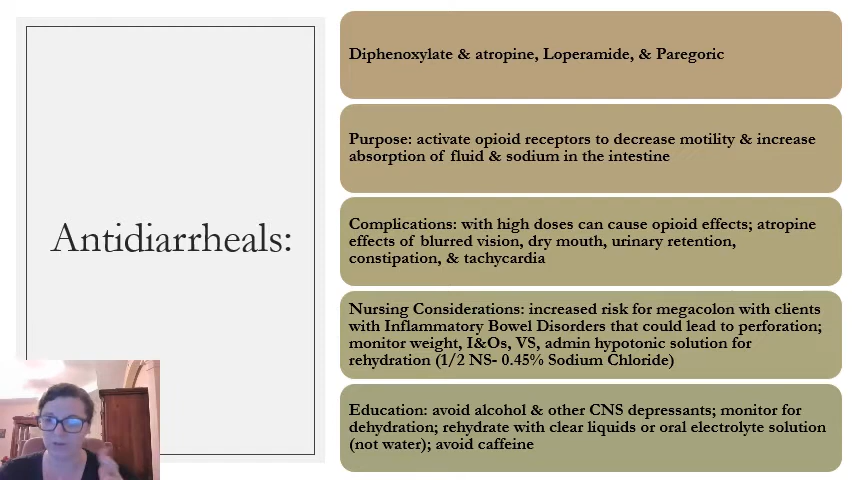 Antidiarrheals:
Diphenoxylate & atropine, Loperamide, & Paregoric
Purpose: activate opioid receptors to decrease motility & increase
absorption of fluid & sodium in the intestine
Complications: with high doses can cause opioid effects; atropine
effects of blurred vision, dry mouth, urinary retention,
constipation, & tachycardia
Nursing Considerations: increased risk for megacolon with clients
with Inflammatory Bowel Disorders that could lead to perforation;
monitor weight, I&Os, VS, admin hypotonic solution for
rehydration (1/2 NS- 0.45% Sodium Chloride)
Education: avoid alcohol & other CNS depressants; monitor for
dehydration; rehydrate with clear liquids or oral electrolyte solution
(not water); avoid caffeine